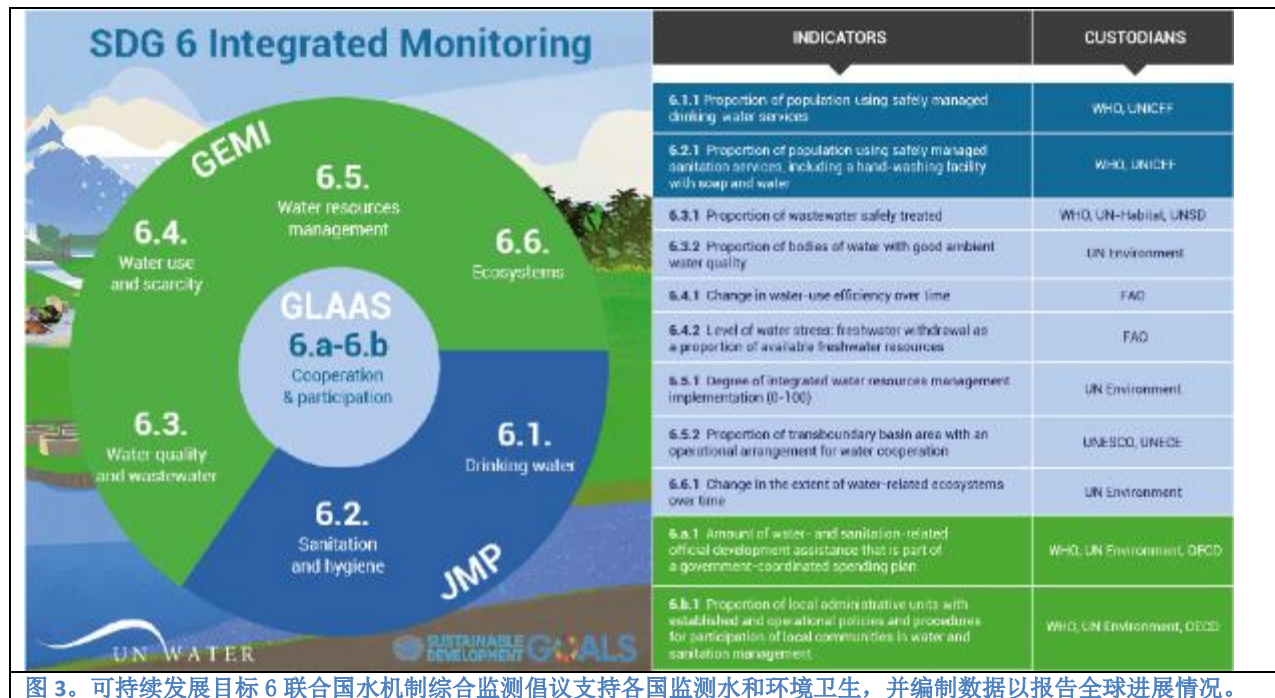 SDG 6 Integrated Monitoring
GEMI
6.5.
Water resources
management
6.4.
Water use
and scarcity
6.6.
Ecosystems
GLAAS
6.a-6.b
Cooperation
& participation
6.3.
Water quality
and wastewater
6.1.
Drinking water
6.2.
Sanitation
and hygiene
JMP
UN WATER
SUSTAINABLE
DEVELOPMENT GOALS
INDICATORS
CUSTODIANS
6.1.1 Proportion of population using safely managed
drinking water services
WHO, UNICEF
6.2.1 Proportion of population using safely managed
sanitation services, including a hand-washing facility
with soap and water
WHO, UNICEF
6.3.1 Proportion of wastewater safely treated
WHO, UN-Habitat, UNSD
6.3.2 Proportion of bodies of water with good ambient
water quality
UN Environment
6.4.1 Change in water-use efficiency over time
FAO
6.4.2 Level of water stress: freshwater withdrawal as
a proportion of available freshwater resources
FAO
6.5.1 Degree of integrated water resources management
implementation (0-100)
UN Environment
6.5.2 Proportion of transboundary basin area with an
operational arrangement for water cooperation
UNESCO, UNECE
6.6.1 Change in the extent of water-related ecosystems
over time
UN Environment
6.a.1 Amount of water- and sanitation-related
official development assistance that is part of
a government-coordinated spending plan
WHO, UN Environment, OECD
6.b.1 Proportion of local administrative units with
established and operational policies and procedures
for participation of local communities in water and
sanitation management
WHO, UN Environment, OECD
图 3。可持续发展目标 6 联合国水机制综合监测倡议支持各国监测水和环境卫生，并编制数据以报告全球进展情况。